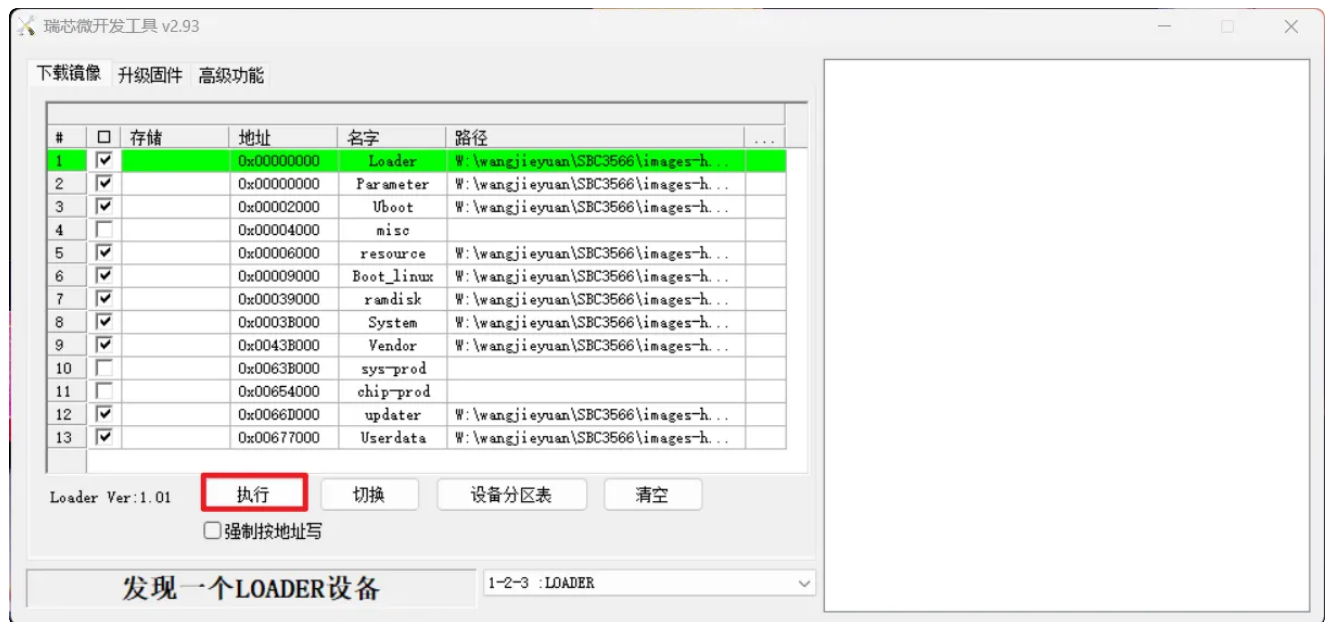 瑞芯微开发工具 v2.93
下载镜像 升级固件 高级功能
# 存储 地址 名字 路径 ...
1 0x00000000 Loader W:\wangjieyuan\SBC3566\images-h...
2 0x00000000 Parameter W:\wangjieyuan\SBC3566\images-h...
3 0x00002000 Uboot W:\wangjieyuan\SBC3566\images-h...
4 0x00004000 misc
5 0x00006000 resource W:\wangjieyuan\SBC3566\images-h...
6 0x00009000 Boot_linux W:\wangjieyuan\SBC3566\images-h...
7 0x00039000 ramdisk W:\wangjieyuan\SBC3566\images-h...
8 0x0003B000 System W:\wangjieyuan\SBC3566\images-h...
9 0x0043B000 Vendor W:\wangjieyuan\SBC3566\images-h...
10 0x0063B000 sys-prod
11 0x00654000 chip-prod
12 0x0066D000 updater W:\wangjieyuan\SBC3566\images-h...
13 0x00677000 Userdata W:\wangjieyuan\SBC3566\images-h...
Loader Ver:1.01 执行 切换 设备分区表 清空
强制按地址写
发现一个LOADER设备 1-2-3 :LOADER